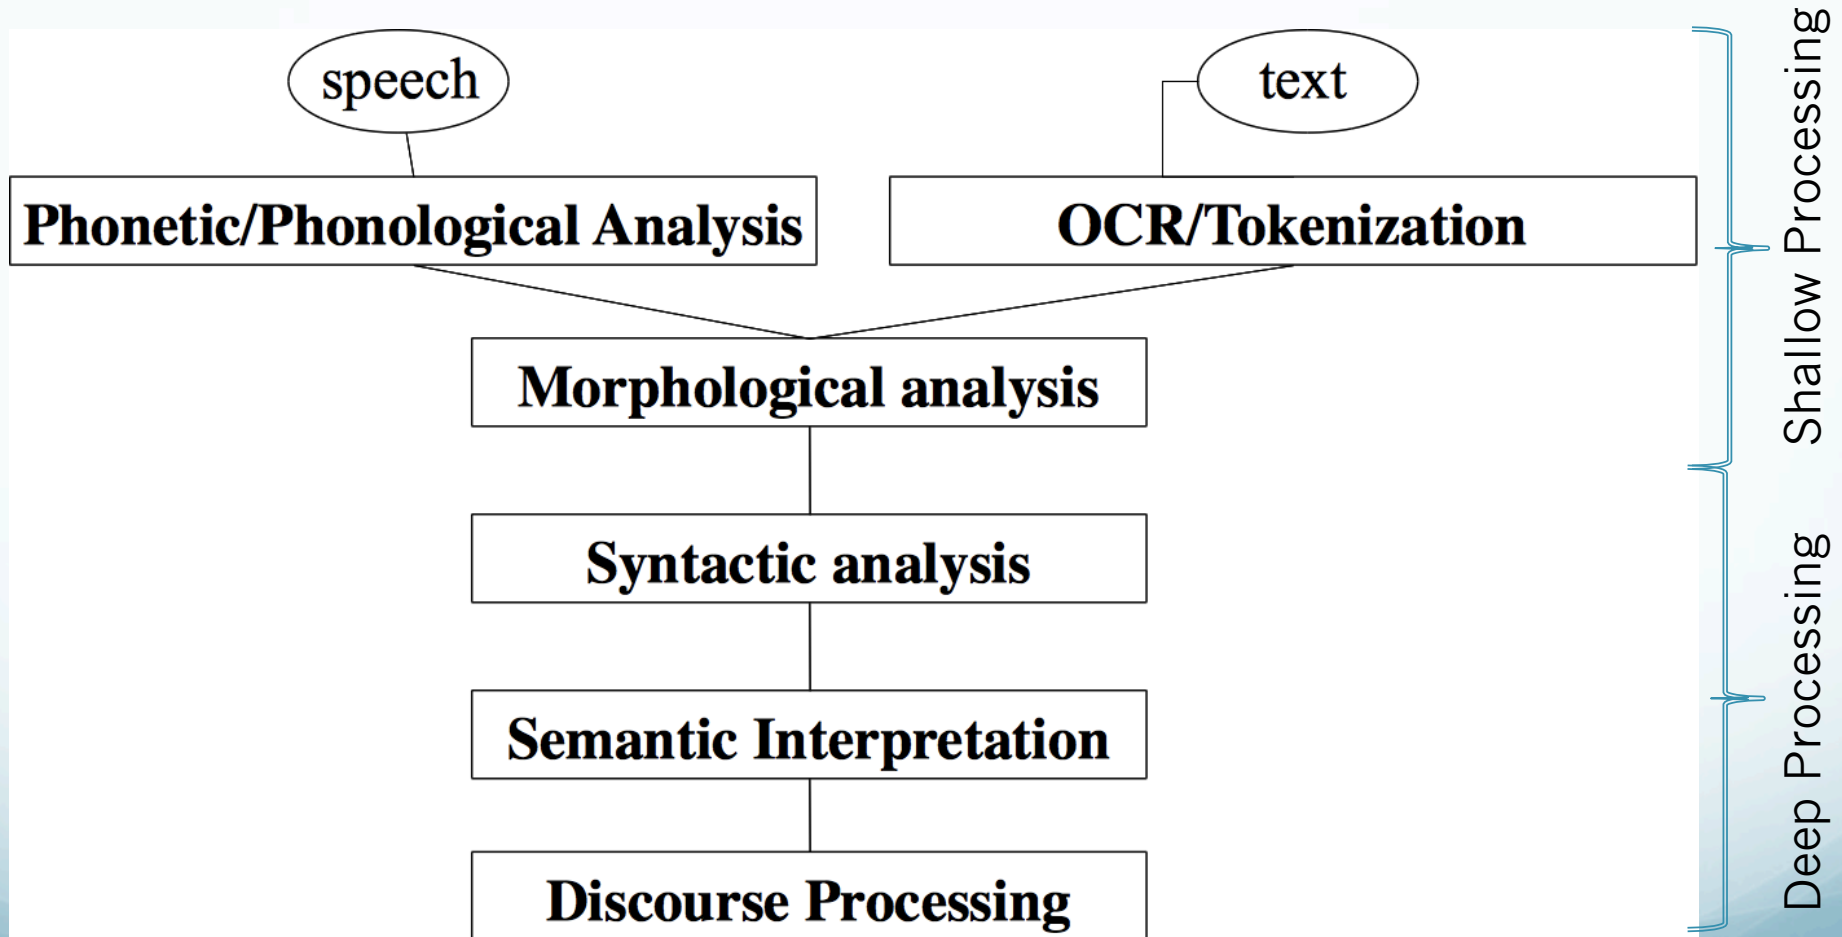 speech
text
Phonetic/Phonological Analysis
OCR/Tokenization
Morphological analysis
Syntactic analysis
Semantic Interpretation
Discourse Processing
Shallow Processing
Deep Processing